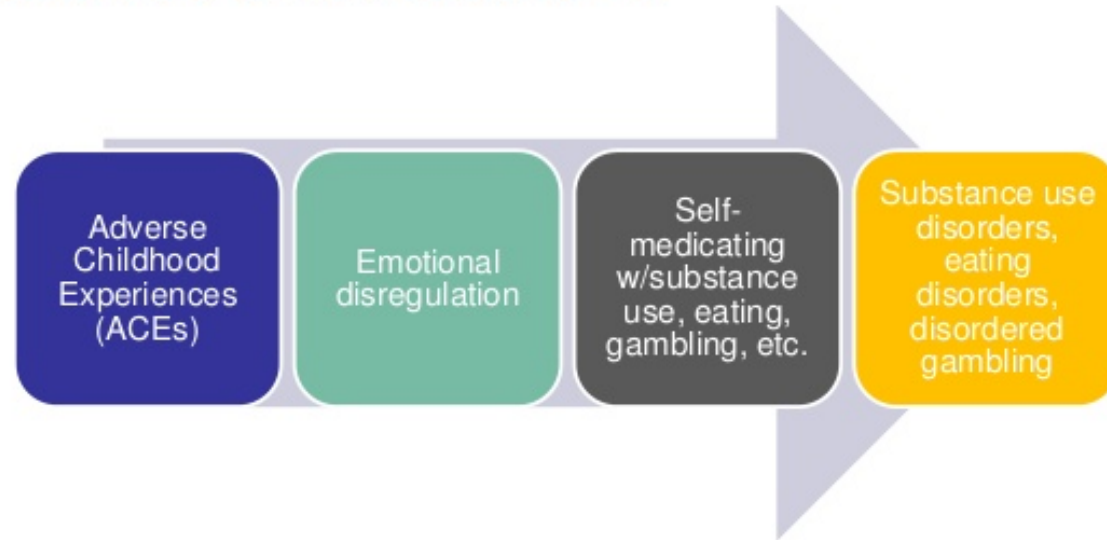 Adverse
Childhood
Experiences
(ACEs)
Emotional
disregulation
Self-
medicating
w/substance
use, eating,
gambling, etc.
Substance use
disorders,
eating
disorders,
disordered
gambling